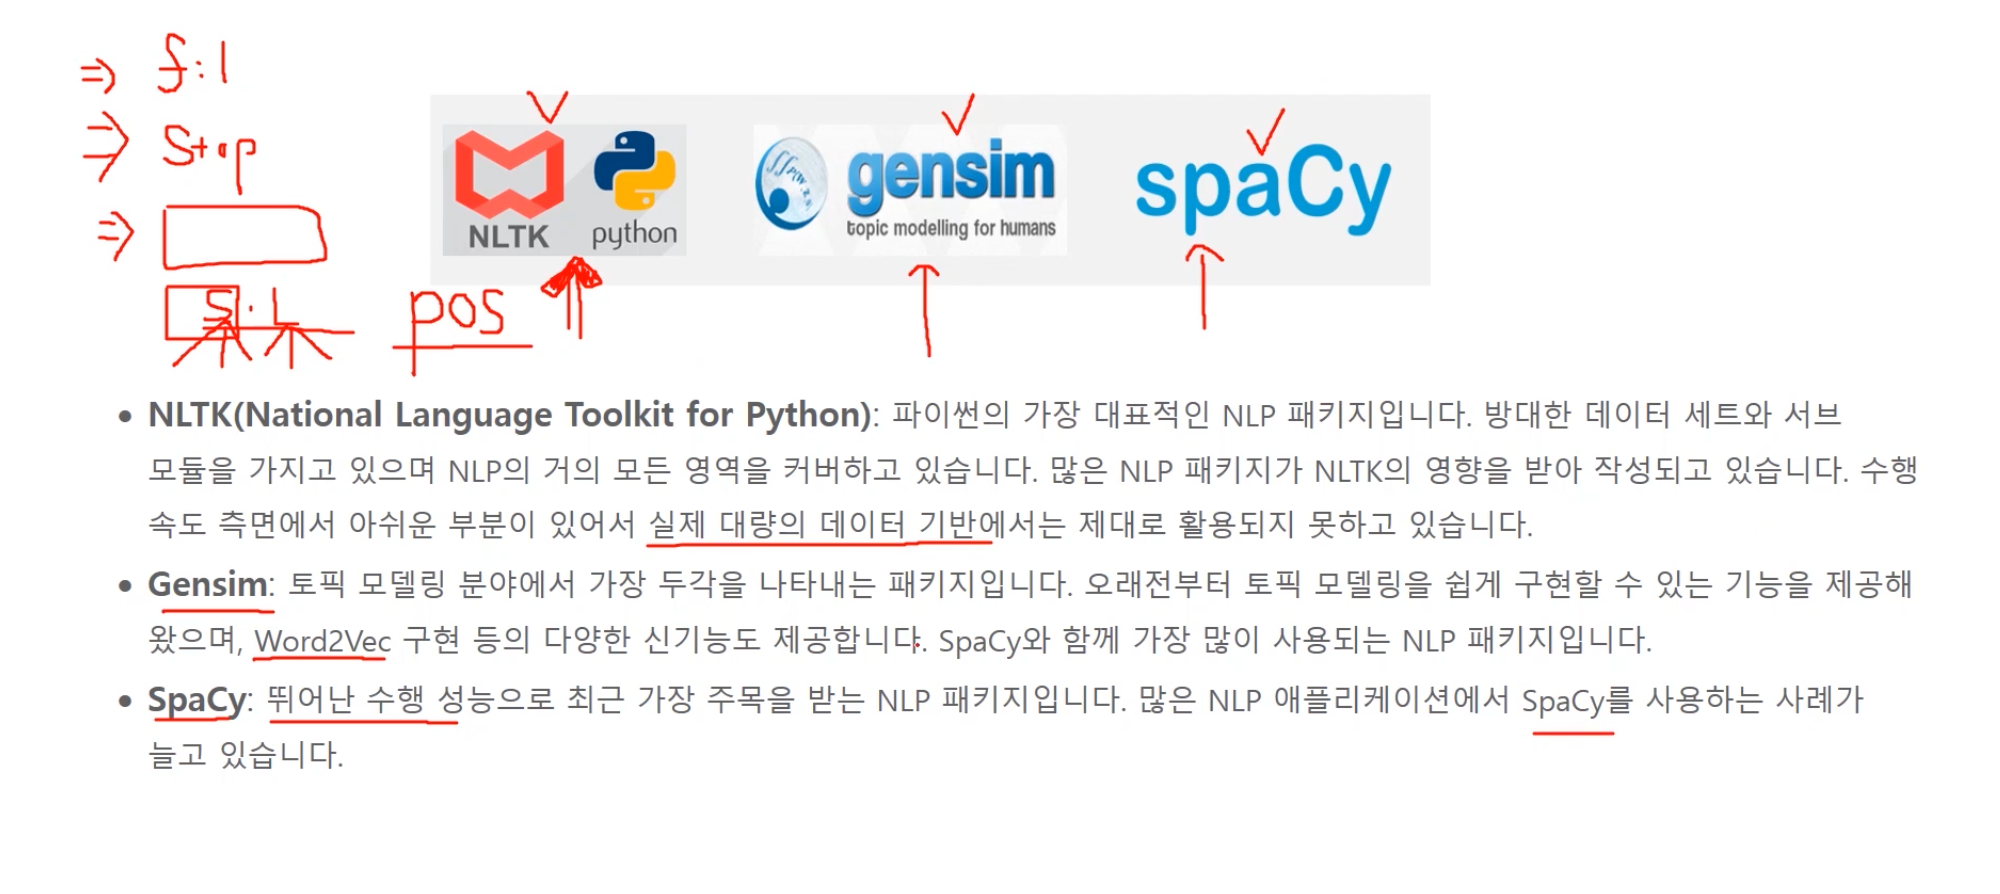 ⇒ f:l
⇒ Stop
⇒
S:L
pos
NLTK python
gensim
topic modelling for humans
spaCy
• NLTK(National Language Toolkit for Python): 파이썬의 가장 대표적인 NLP 패키지입니다. 방대한 데이터 세트와 서브
모듈을 가지고 있으며 NLP의 거의 모든 영역을 커버하고 있습니다. 많은 NLP 패키지가 NLTK의 영향을 받아 작성되고 있습니다. 수행
속도 측면에서 아쉬운 부분이 있어서 실제 대량의 데이터 기반에서는 제대로 활용되지 못하고 있습니다.
• Gensim: 토픽 모델링 분야에서 가장 두각을 나타내는 패키지입니다. 오래전부터 토픽 모델링을 쉽게 구현할 수 있는 기능을 제공해
왔으며, Word2Vec 구현 등의 다양한 신기능도 제공합니다. SpaCy와 함께 가장 많이 사용되는 NLP 패키지입니다.
• SpaCy: 뛰어난 수행 성능으로 최근 가장 주목을 받는 NLP 패키지입니다. 많은 NLP 애플리케이션에서 SpaCy를 사용하는 사례가
늘고 있습니다.